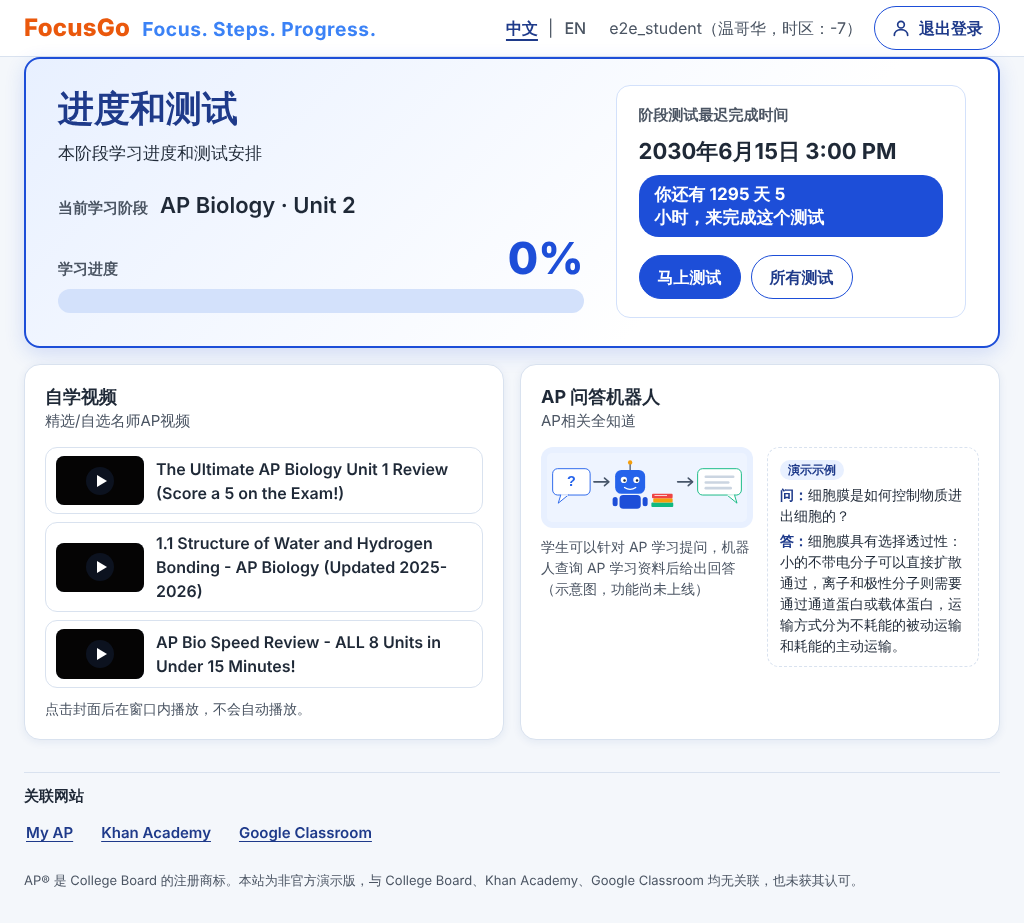 FocusGo Focus. Steps. Progress.
中文 | EN e2e_student（温哥华，时区：-7） 退出登录
进度和测试
本阶段学习进度和测试安排
当前学习阶段 AP Biology · Unit 2
学习进度 0%
阶段测试最迟完成时间
2030年6月15日 3:00 PM
你还有 1295 天 5
小时，来完成这个测试
马上测试 所有测试
自学视频
精选/自选名师AP视频
The Ultimate AP Biology Unit 1 Review
(Score a 5 on the Exam!)
1.1 Structure of Water and Hydrogen
Bonding - AP Biology (Updated 2025-
2026)
AP Bio Speed Review - ALL 8 Units in
Under 15 Minutes!
点击封面后在窗口内播放，不会自动播放。
AP 问答机器人
AP相关全知道
?
学生可以针对 AP 学习提问，机器
人查询 AP 学习资料后给出回答
（示意图，功能尚未上线）
演示示例
问：细胞膜是如何控制物质进
出细胞的？
答：细胞膜具有选择透过性：
小的不带电分子可以直接扩散
通过，离子和极性分子则需要
通过通道蛋白或载体蛋白，运
输方式分为不耗能的被动运输
和耗能的主动运输。
关联网站
My AP Khan Academy Google Classroom
AP® 是 College Board 的注册商标。本站为非官方演示版，与 College Board、Khan Academy、Google Classroom 均无关联，也未获其认可。